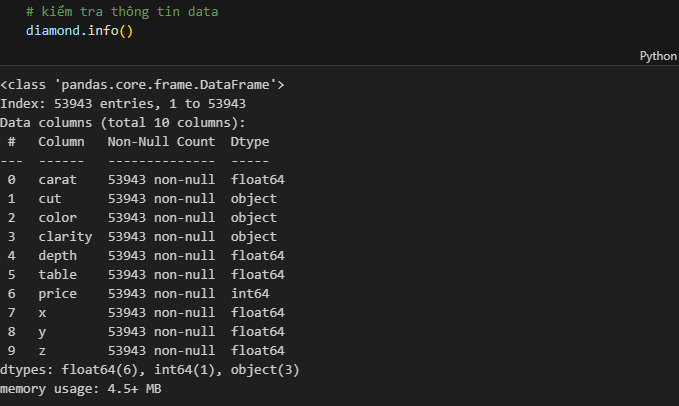 # kiểm tra thông tin data
diamond.info()
Python
<class 'pandas.core.frame.DataFrame'>
Index: 53943 entries, 1 to 53943
Data columns (total 10 columns):
 #   Column   Non-Null Count  Dtype
---  ------   --------------  -----
 0   carat    53943 non-null  float64
 1   cut      53943 non-null  object
 2   color    53943 non-null  object
 3   clarity  53943 non-null  object
 4   depth    53943 non-null  float64
 5   table    53943 non-null  float64
 6   price    53943 non-null  int64
 7   x        53943 non-null  float64
 8   y        53943 non-null  float64
 9   z        53943 non-null  float64
dtypes: float64(6), int64(1), object(3)
memory usage: 4.5+ MB